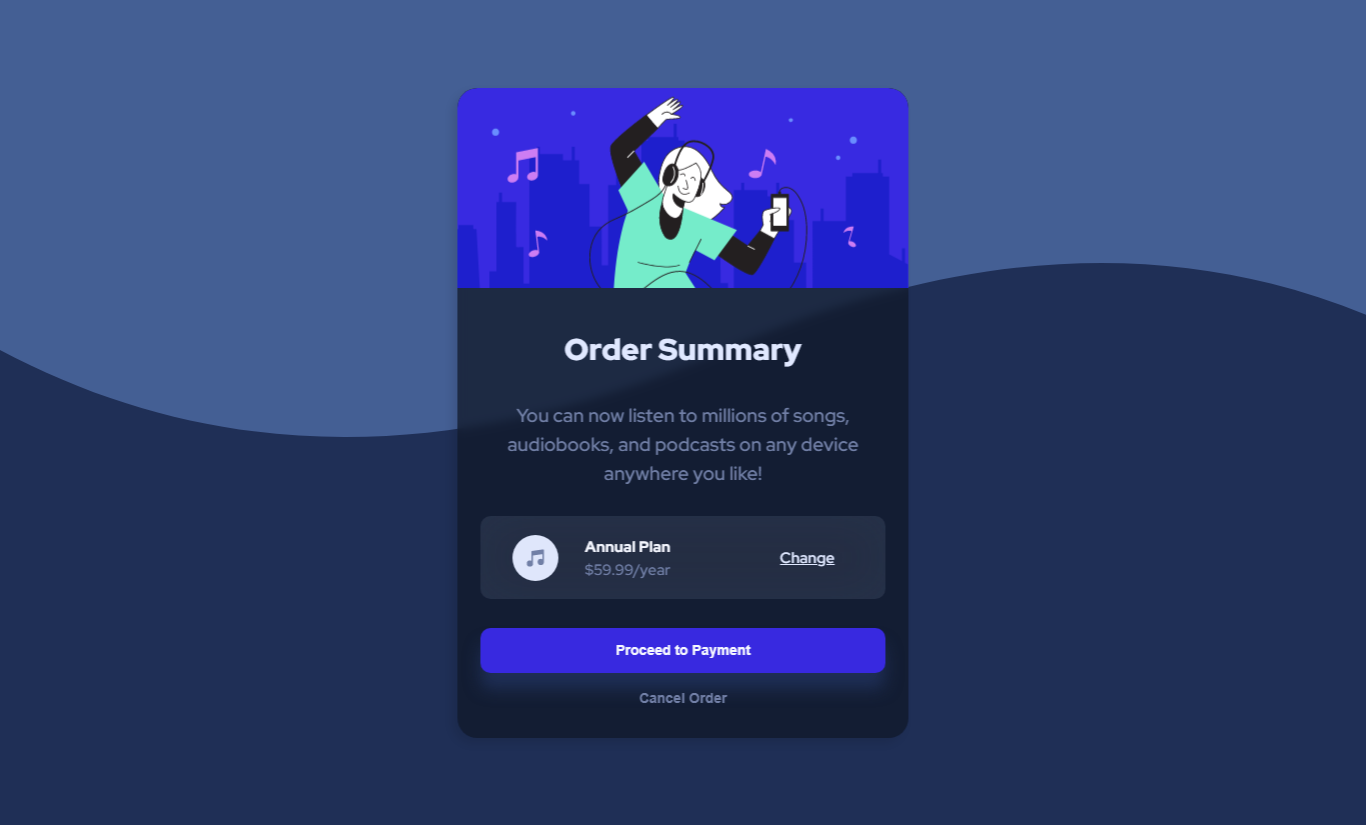 Order Summary
You can now listen to millions of songs,
audiobooks, and podcasts on any device
anywhere you like!
Annual Plan
$59.99/year
Change
Proceed to Payment
Cancel Order